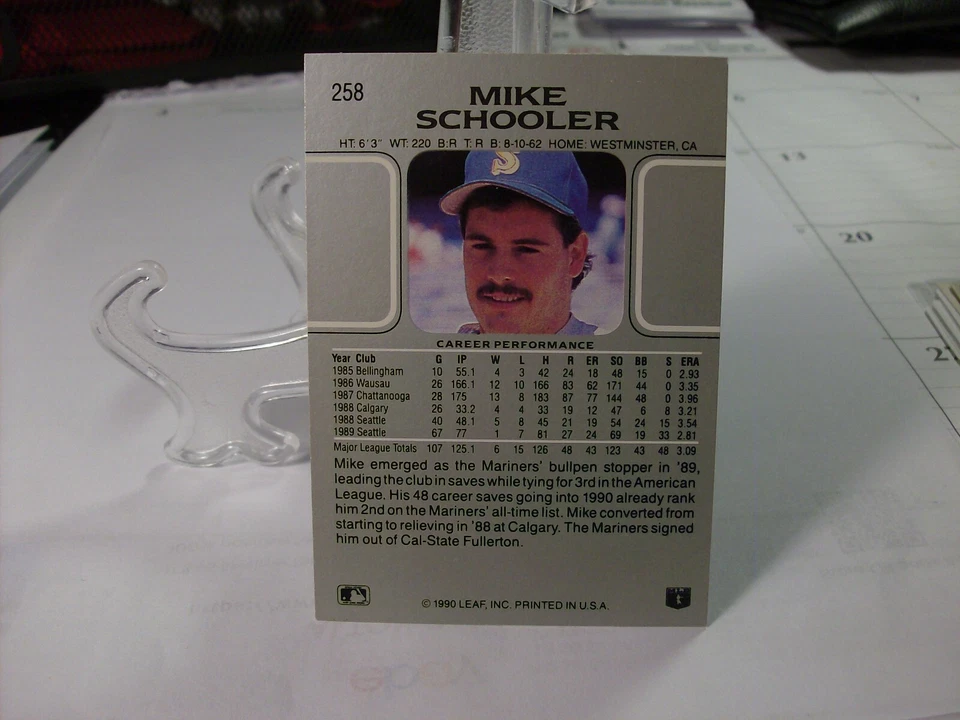 258
MIKE
SCHOOLER
HT: 6'3" WT: 220 B:R T: R B: 8-10-62 HOME: WESTMINSTER, CA
S
CAREER PERFORMANCE
Year Club G IP W L H R ER SO BB S ERA
1985 Bellingham 10 55.1 4 3 42 24 18 48 15 0 2.93
1986 Wausau 26 166.1 12 10 166 83 62 171 44 0 3.35
1987 Chattanooga 28 175 13 8 183 87 77 144 48 0 3.96
1988 Calgary 26 33.2 4 4 33 19 12 47 6 8 3.21
1988 Seattle 40 48.1 5 8 45 21 19 54 24 15 3.54
1989 Seattle 67 77 1 7 81 27 24 69 19 33 2.81
Major League Totals 107 125.1 6 15 126 48 43 123 43 48 3.09
Mike emerged as the Mariners' bullpen stopper in '89,
leading the club in saves while tying for 3rd in the American
League. His 48 career saves going into 1990 already rank
him 2nd on the Mariners' all-time list. Mike converted from
starting to relieving in '88 at Calgary. The Mariners signed
him out of Cal-State Fullerton.
© 1990 LEAF, INC. PRINTED IN U.S.A.
6
13
20
27